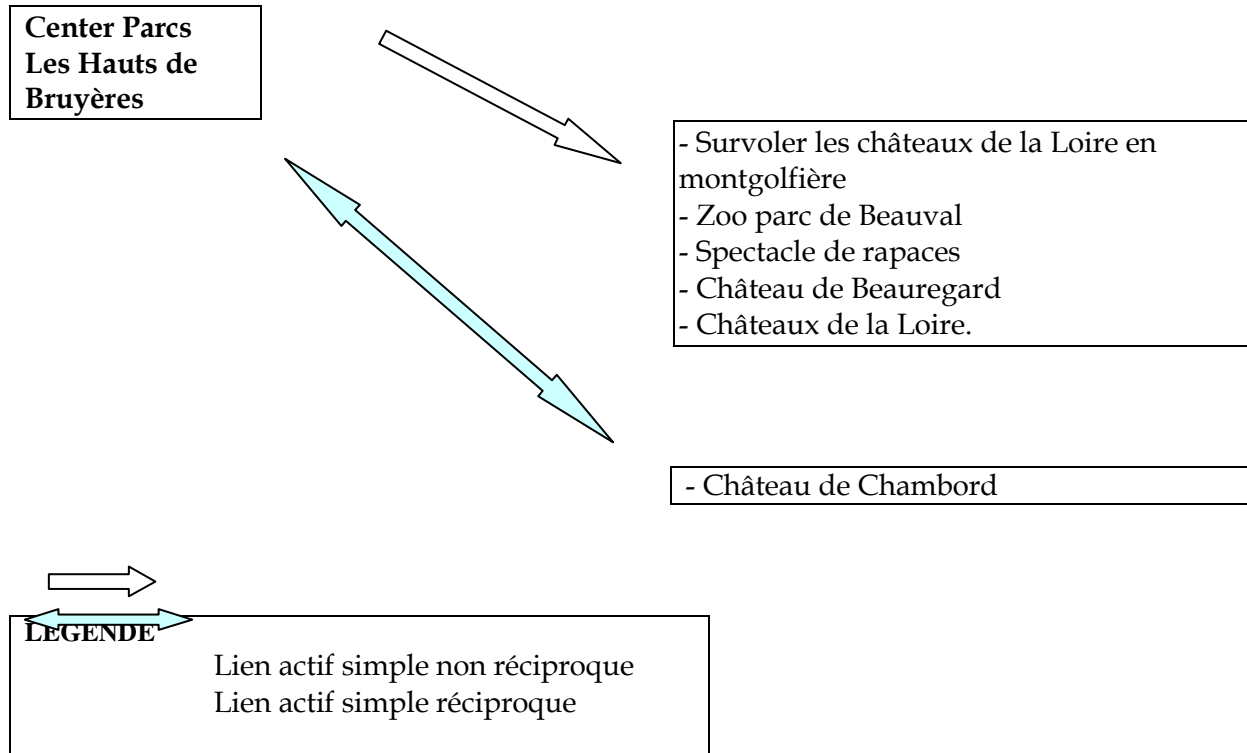 Center Parcs
Les Hauts de
Bruyères
- Survoler les châteaux de la Loire en
montgolfière
- Zoo parc de Beauval
- Spectacle de rapaces
- Château de Beauregard
- Châteaux de la Loire.
- Château de Chambord
LEGENDE
Lien actif simple non réciproque
Lien actif simple réciproque